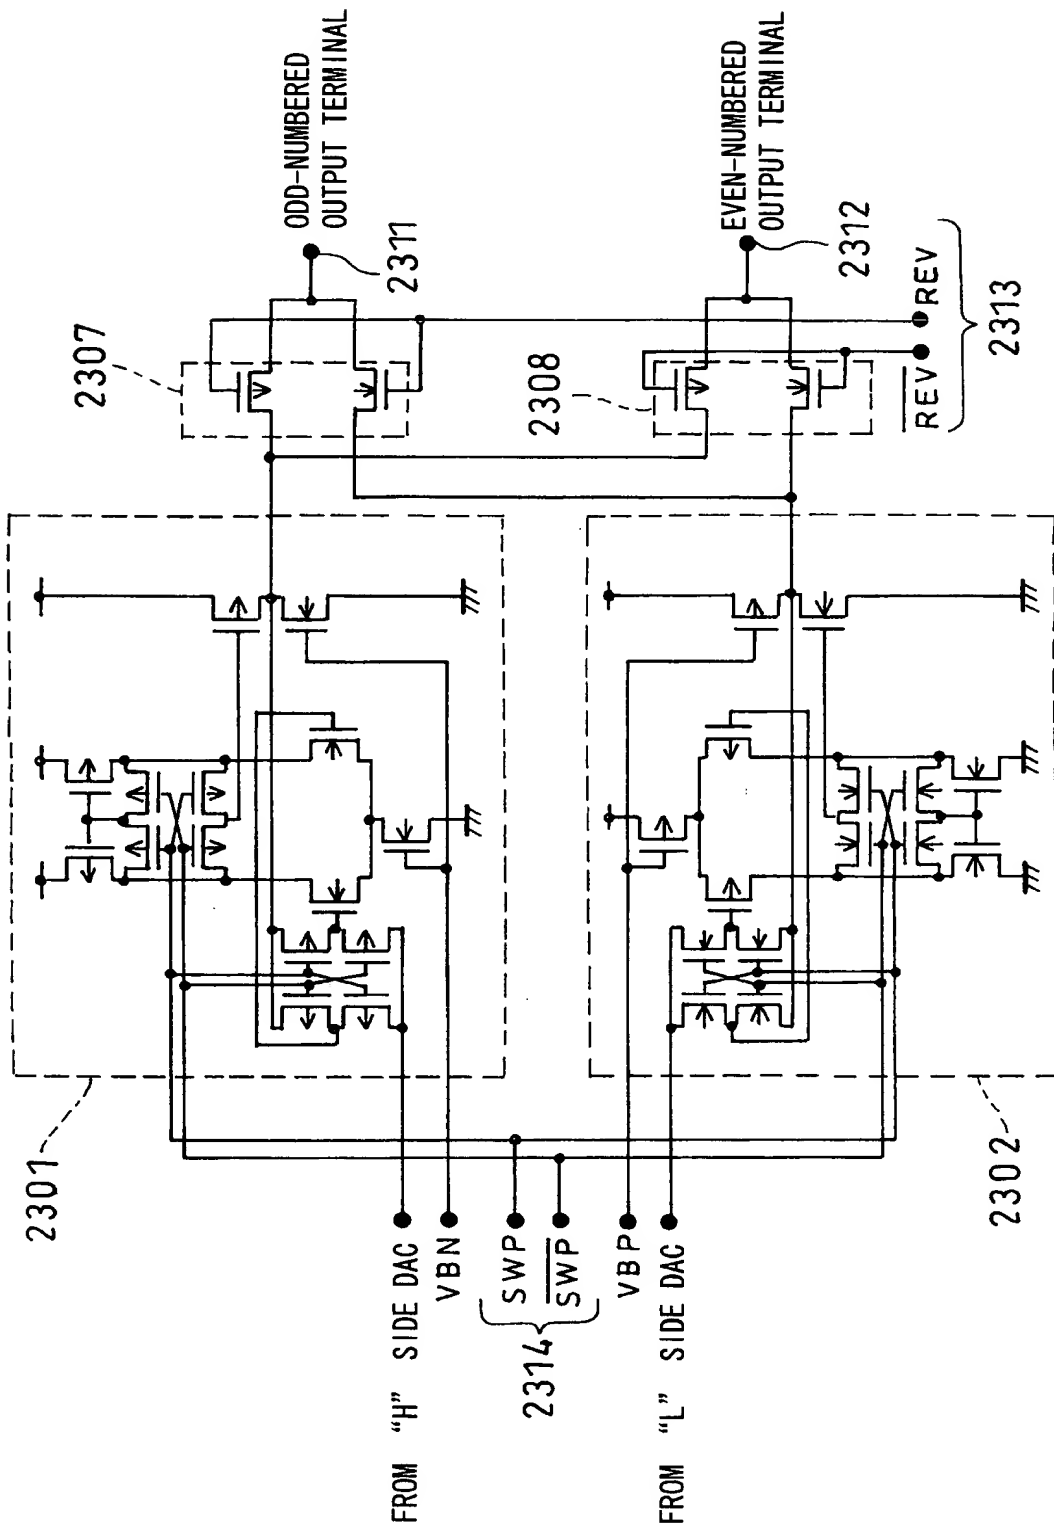 2301
FROM "H" SIDE DAC
VBN
SWP
SWP
2314
VBP
FROM "L" SIDE DAC
2302
2307
ODD-NUMBERED
OUTPUT TERMINAL
2311
2308
EVEN-NUMBERED
OUTPUT TERMINAL
2312
REV
REV
2313